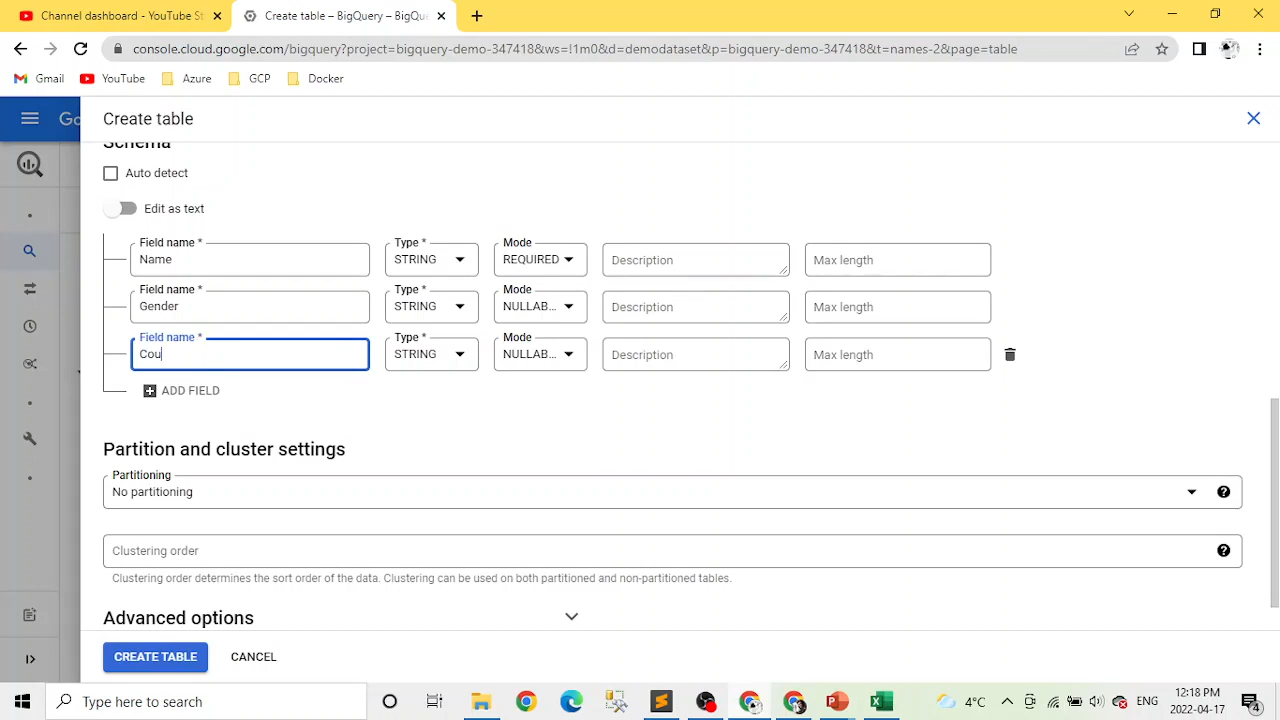 Channel dashboard - YouTube St
Create table – BigQuery – BigQu
console.cloud.google.com/bigquery?project=bigquery-demo-347418&ws=!1m0&d=demodataset&p=bigquery-demo-347418&t=names-2&page=table
Gmail YouTube Azure GCP Docker
Go
Create table
Schema
Auto detect
Edit as text
Field name * Type * Mode
Name STRING REQUIRED Description Max length
Field name * Type * Mode
Gender STRING NULLAB... Description Max length
Field name * Type * Mode
Cou STRING NULLAB... Description Max length
ADD FIELD
Partition and cluster settings
Partitioning
No partitioning
Clustering order
Clustering order determines the sort order of the data. Clustering can be used on both partitioned and non-partitioned tables.
Advanced options
CREATE TABLE CANCEL
Type here to search
4°C
ENG
12:18 PM
2022-04-17
4